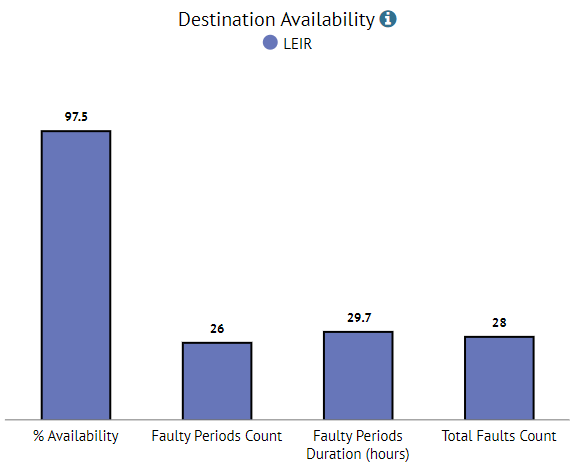 Destination Availability
LEIR
97.5
26
29.7
28
% Availability
Faulty Periods Count
Faulty Periods
Duration (hours)
Total Faults Count